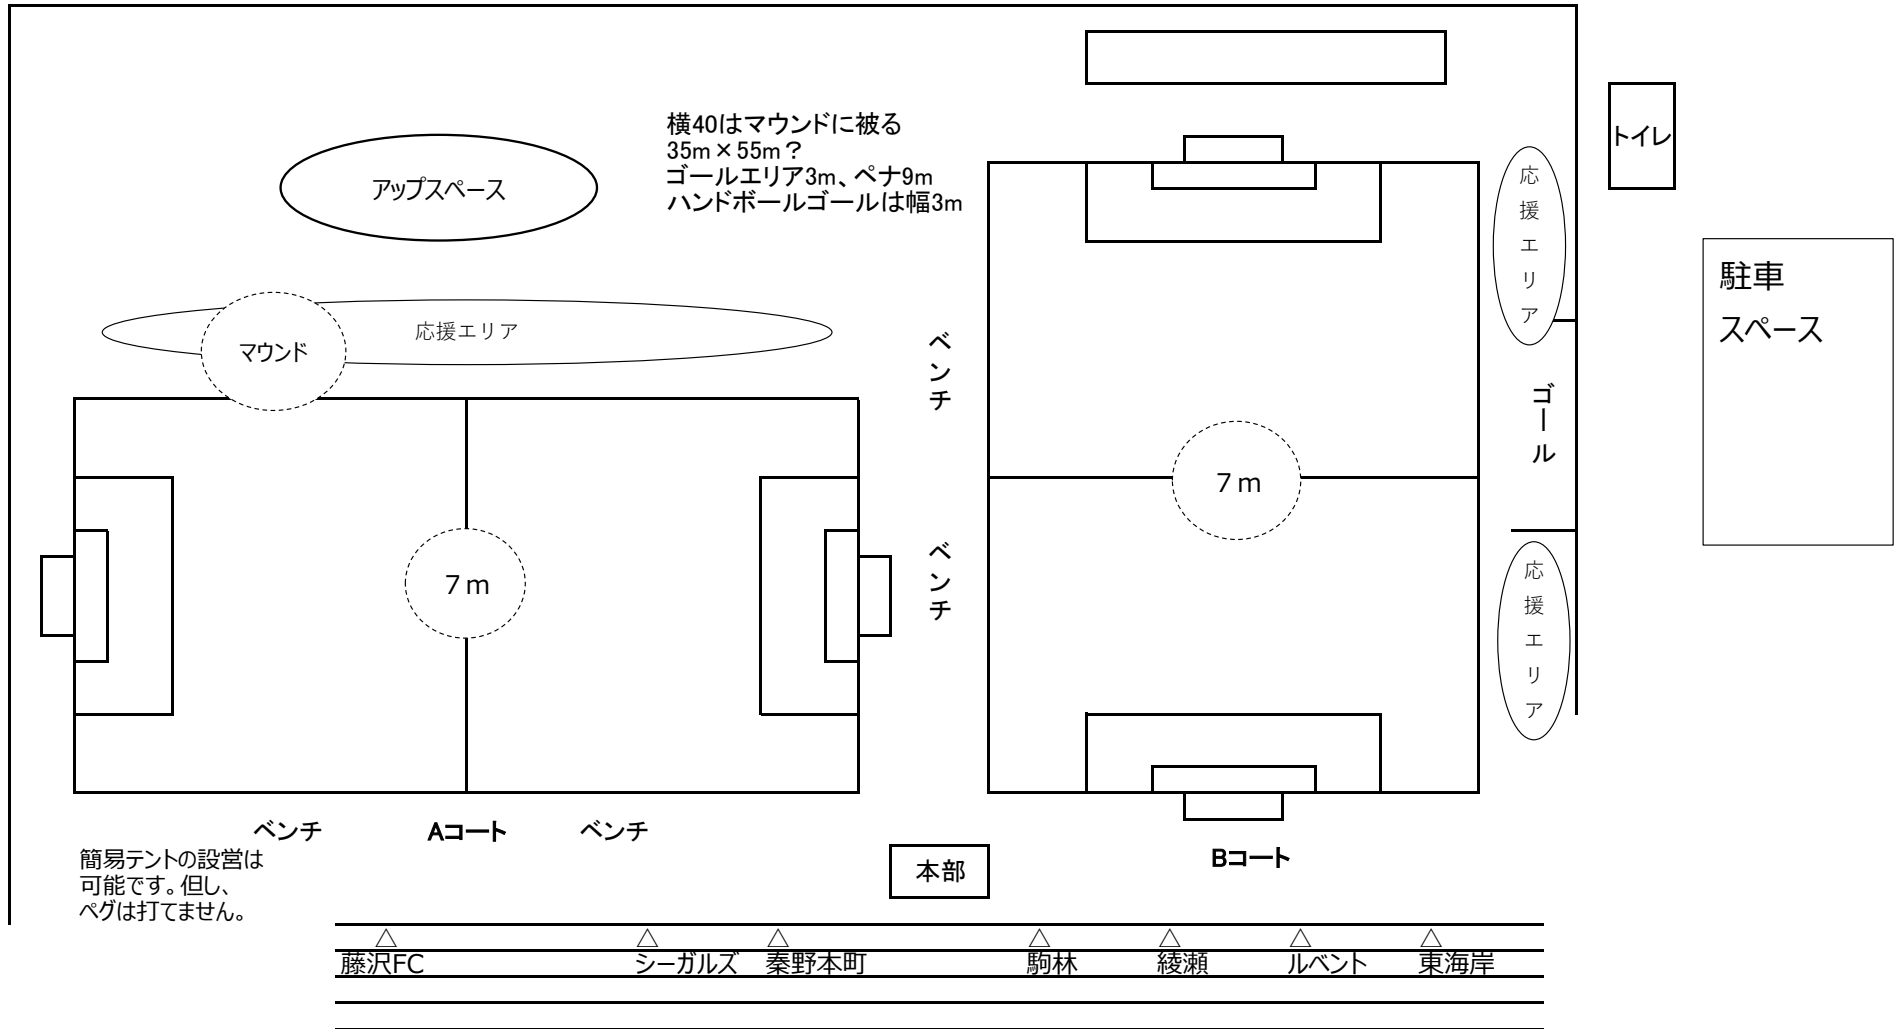 トイレ
横40はマウンドに被る
35m×55m？
ゴールエリア3m、ペナ9m
ハンドボールゴールは幅3m
アップスペース
応援エリア
駐車
スペース
応援エリア
マウンド
ベンチ
ゴール
7m
ベンチ
7m
応援エリア
ベンチ
Aコート
ベンチ
簡易テントの設営は
可能です。但し、
ペグは打てません。
本部
Bコート
△ △ △ △ △ △ △
藤沢FC シーガルズ 秦野本町 駒林 綾瀬 ルベント 東海岸